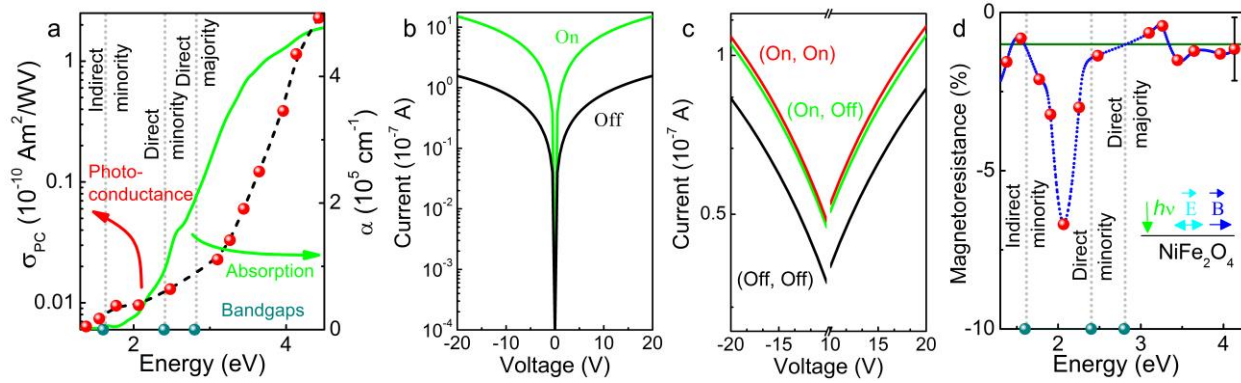 a
σPC (10⁻¹⁰ Am²/WV)
1
0.1
0.01
Indirect
minority
Direct
minority
Direct
majority
Photo-
conductance
Absorption
Bandgaps
4
2
0
α (10⁵ cm⁻¹)
2
4
Energy (eV)
b
Current (10⁻⁷ A)
10¹
10⁰
10⁻¹
10⁻²
10⁻³
10⁻⁴
On
Off
-20
-10
0
10
20
Voltage (V)
c
Current (10⁻⁷ A)
1
0.5
(On, On)
(On, Off)
(Off, Off)
-20
-10
10
20
Voltage (V)
d
Magnetoresistance (%)
0
-5
-10
Indirect
minority
Direct
minority
Direct
majority
hν
E
B
NiFe₂O₄
2
3
4
Energy (eV)